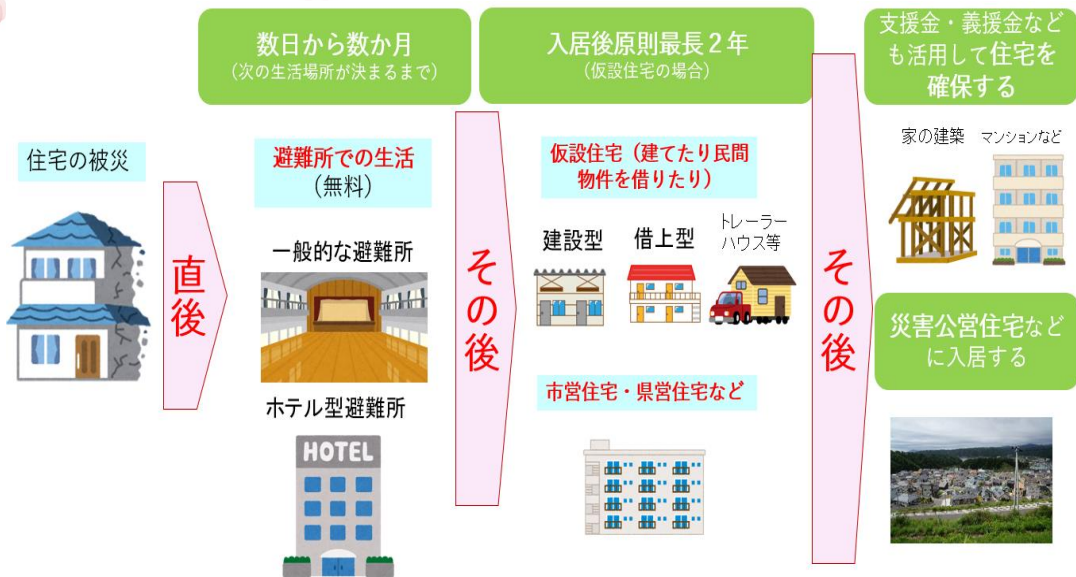 数日から数か月
（次の生活場所が決まるまで）
入居後原則最長２年
（仮設住宅の場合）
支援金・義援金など
も活用して住宅を
確保する
住宅の被災
直後
避難所での生活
（無料）
一般的な避難所
ホテル型避難所
HOTEL
その後
仮設住宅（建てたり民間
物件を借りたり）
建設型
借上型
トレーラー
ハウス等
市営住宅・県営住宅など
その後
家の建築
マンションなど
災害公営住宅など
に入居する